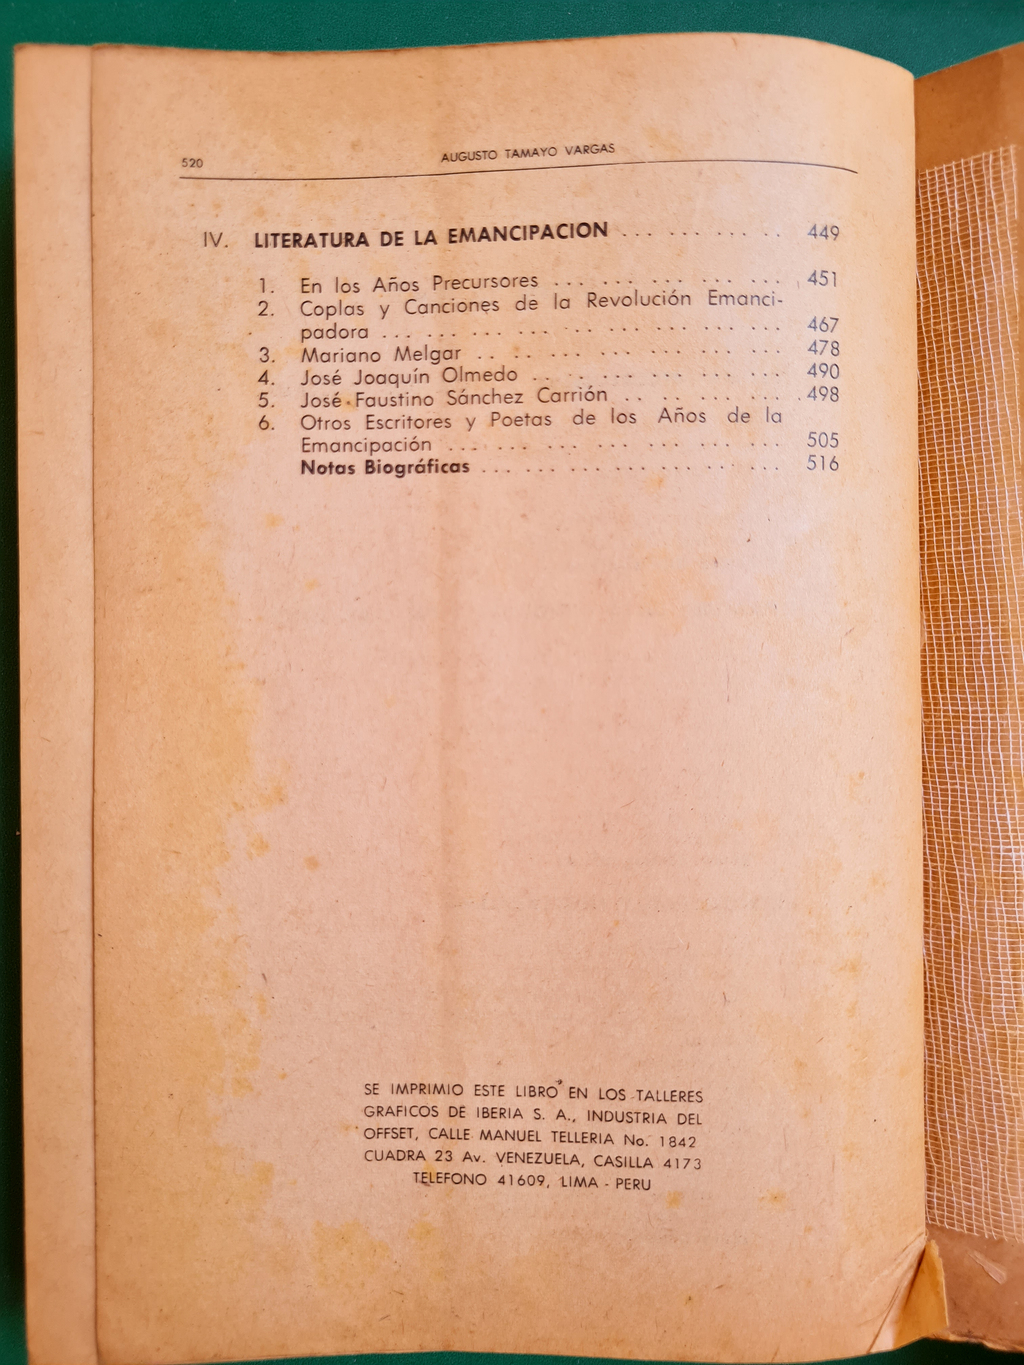 520
AUGUSTO TAMAYO VARGAS
IV. LITERATURA DE LA EMANCIPACION ... ... ... ... .. 449
1. En los Años Precursores ... ... ... ... ... ... ... 451
2. Coplas y Canciones de la Revolución Emanci-
padora ... ... ... ... ... ... ... ... ... ... ... ... 467
3. Mariano Melgar .. .. ... ... ... ... ... ... ... 478
4. José Joaquín Olmedo .. .. . ... ... ... ... ... 490
5. José Faustino Sánchez Carrión .. .. ... ... ... . 498
6. Otros Escritores y Poetas de los Años de la
Emancipación ... ... ... ... ... ... ... ... ... ... 505
Notas Biográficas ... ... ... ... ... ... ... ... ... 516
SE IMPRIMIO ESTE LIBRO EN LOS TALLERES
GRAFICOS DE IBERIA S. A., INDUSTRIA DEL
OFFSET, CALLE MANUEL TELLERIA No. 1842
CUADRA 23 Av. VENEZUELA, CASILLA 4173
TELEFONO 41609, LIMA - PERU